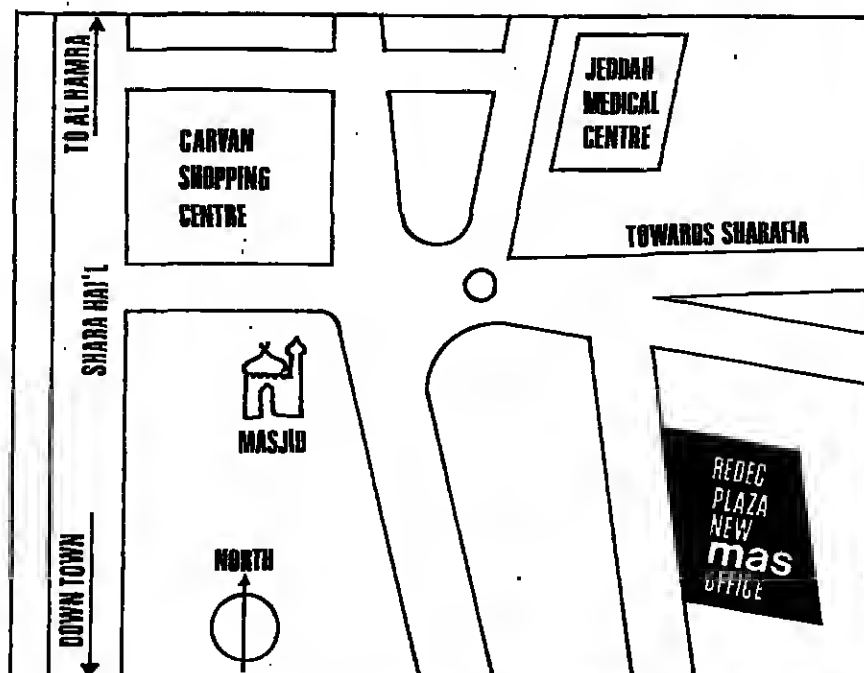 TO AL HAMRA
CARVAN
SHOPPING
CENTRE
JEDDAH
MEDICAL
CENTRE
TOWARDS SHARAFIA
SHARA HAI'L
MASJID
NORTH
DOWN TOWN
REDEC
PLAZA
NEW
mas
OFFICE